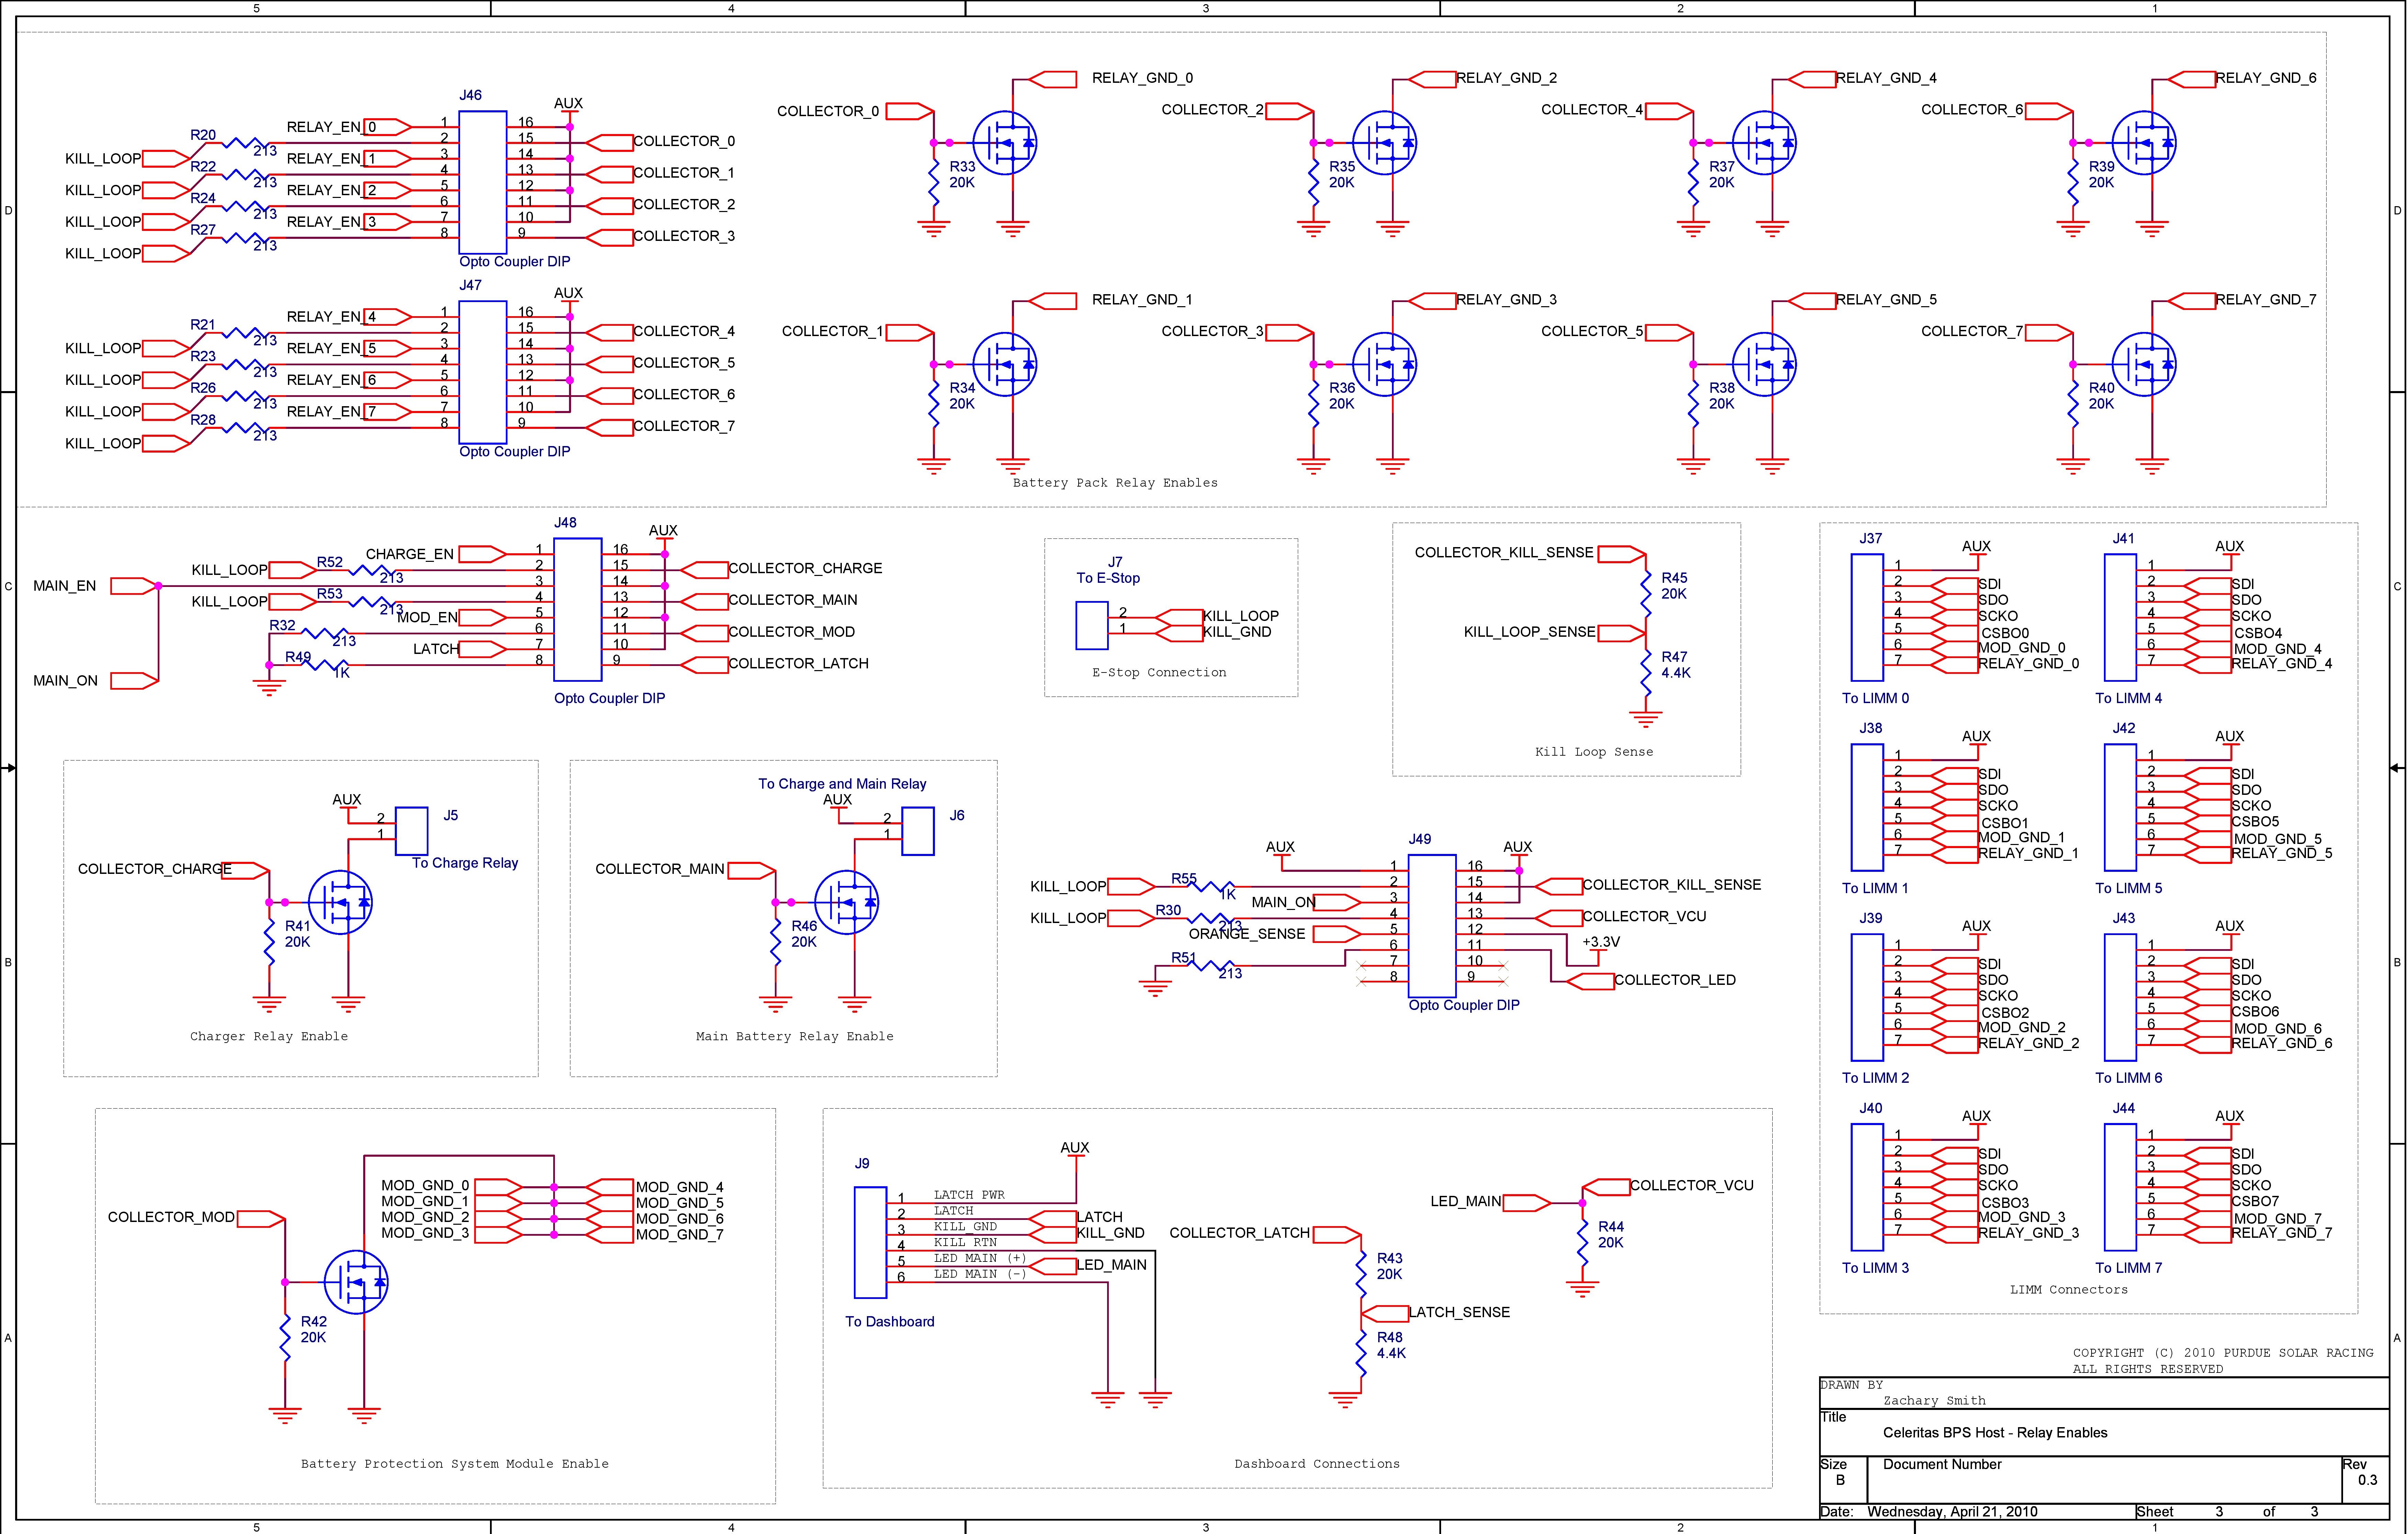 5 4 3 2 1
D D
C C
B B
A A
J46
AUX
RELAY_EN_0 1 16
R20 213 2 15 COLLECTOR_0
KILL_LOOP RELAY_EN_1 3 14
R22 213 4 13 COLLECTOR_1
KILL_LOOP RELAY_EN_2 5 12
R24 213 6 11 COLLECTOR_2
KILL_LOOP RELAY_EN_3 7 10
R27 213 8 9 COLLECTOR_3
KILL_LOOP
Opto Coupler DIP
J47
AUX
RELAY_EN_4 1 16
R21 213 2 15 COLLECTOR_4
KILL_LOOP RELAY_EN_5 3 14
R23 213 4 13 COLLECTOR_5
KILL_LOOP RELAY_EN_6 5 12
R26 213 6 11 COLLECTOR_6
KILL_LOOP RELAY_EN_7 7 10
R28 213 8 9 COLLECTOR_7
KILL_LOOP
Opto Coupler DIP
RELAY_GND_0
COLLECTOR_0
R33
20K
RELAY_GND_2
COLLECTOR_2
R35
20K
RELAY_GND_4
COLLECTOR_4
R37
20K
RELAY_GND_6
COLLECTOR_6
R39
20K
RELAY_GND_1
COLLECTOR_1
R34
20K
RELAY_GND_3
COLLECTOR_3
R36
20K
RELAY_GND_5
COLLECTOR_5
R38
20K
RELAY_GND_7
COLLECTOR_7
R40
20K
Battery Pack Relay Enables
J48
AUX
CHARGE_EN 1 16
KILL_LOOP R52 213 2 15 COLLECTOR_CHARGE
MAIN_EN 3 14
KILL_LOOP R53 213 4 13 COLLECTOR_MAIN
MOD_EN 5 12
R32 213 6 11 COLLECTOR_MOD
LATCH 7 10
R49 1K 8 9 COLLECTOR_LATCH
MAIN_ON
Opto Coupler DIP
J7
To E-Stop
2 KILL_LOOP
1 KILL_GND
E-Stop Connection
COLLECTOR_KILL_SENSE
R45
20K
KILL_LOOP_SENSE
R47
4.4K
Kill Loop Sense
J37
AUX
1
2 SDI
3 SDO
4 SCKO
5 CSBO0
6 MOD_GND_0
7 RELAY_GND_0
To LIMM 0
J41
AUX
1
2 SDI
3 SDO
4 SCKO
5 CSBO4
6 MOD_GND_4
7 RELAY_GND_4
To LIMM 4
J38
AUX
1
2 SDI
3 SDO
4 SCKO
5 CSBO1
6 MOD_GND_1
7 RELAY_GND_1
To LIMM 1
J42
AUX
1
2 SDI
3 SDO
4 SCKO
5 CSBO5
6 MOD_GND_5
7 RELAY_GND_5
To LIMM 5
J39
AUX
1
2 SDI
3 SDO
4 SCKO
5 CSBO2
6 MOD_GND_2
7 RELAY_GND_2
To LIMM 2
J43
AUX
1
2 SDI
3 SDO
4 SCKO
5 CSBO6
6 MOD_GND_6
7 RELAY_GND_6
To LIMM 6
J40
AUX
1
2 SDI
3 SDO
4 SCKO
5 CSBO3
6 MOD_GND_3
7 RELAY_GND_3
To LIMM 3
J44
AUX
1
2 SDI
3 SDO
4 SCKO
5 CSBO7
6 MOD_GND_7
7 RELAY_GND_7
To LIMM 7
LIMM Connectors
AUX J5
2
1
To Charge Relay
COLLECTOR_CHARGE
R41
20K
Charger Relay Enable
To Charge and Main Relay
AUX
2 J6
1
COLLECTOR_MAIN
R46
20K
Main Battery Relay Enable
J49
AUX AUX
1 16
KILL_LOOP R55 1K 2 15 COLLECTOR_KILL_SENSE
MAIN_ON 3 14
KILL_LOOP R30 213 4 13 COLLECTOR_VCU
ORANGE_SENSE 5 12
+3.3V
6 11
R51 213 7 10
8 9 COLLECTOR_LED
Opto Coupler DIP
MOD_GND_0 MOD_GND_4
MOD_GND_1 MOD_GND_5
MOD_GND_2 MOD_GND_6
MOD_GND_3 MOD_GND_7
COLLECTOR_MOD
R42
20K
Battery Protection System Module Enable
J9
AUX
1 LATCH PWR
2 LATCH LATCH
3 KILL GND KILL_GND
4 KILL RTN
5 LED MAIN (+) LED_MAIN
6 LED MAIN (-)
To Dashboard
COLLECTOR_LATCH
R43
20K
LATCH_SENSE
R48
4.4K
COLLECTOR_VCU
LED_MAIN
R44
20K
Dashboard Connections
COPYRIGHT (C) 2010 PURDUE SOLAR RACING
ALL RIGHTS RESERVED
DRAWN BY
Zachary Smith
Title
Celeritas BPS Host - Relay Enables
Size Document Number Rev
B 0.3
Date: Wednesday, April 21, 2010 Sheet 3 of 3
5 4 3 2 1